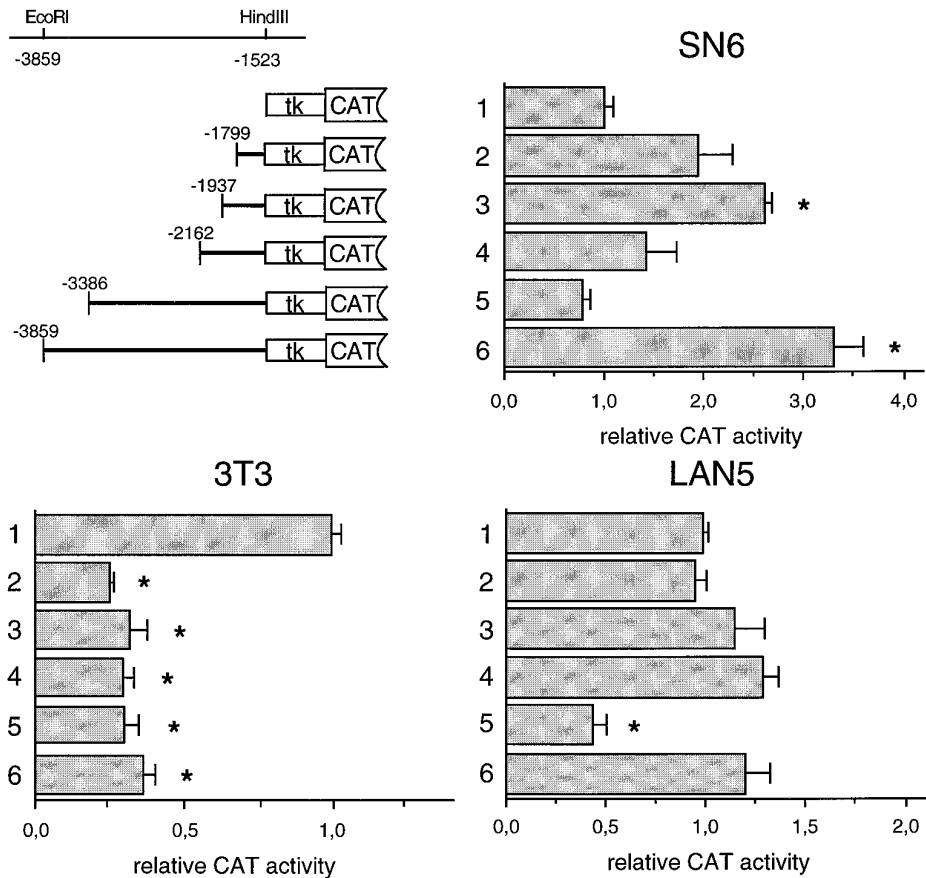 EcoRI HindIII
-3859 -1523
tk CAT
-1799
tk CAT
-1937
tk CAT
-2162
tk CAT
-3386
tk CAT
-3859
tk CAT
SN6
1
2
3 *
4
5
6 *
0,0 1,0 2,0 3,0 4,0
relative CAT activity
3T3
1
2 *
3 *
4 *
5 *
6 *
0,0 0,5 1,0
relative CAT activity
LAN5
1
2
3
4
5 *
6
0,0 0,5 1,0 1,5 2,0
relative CAT activity